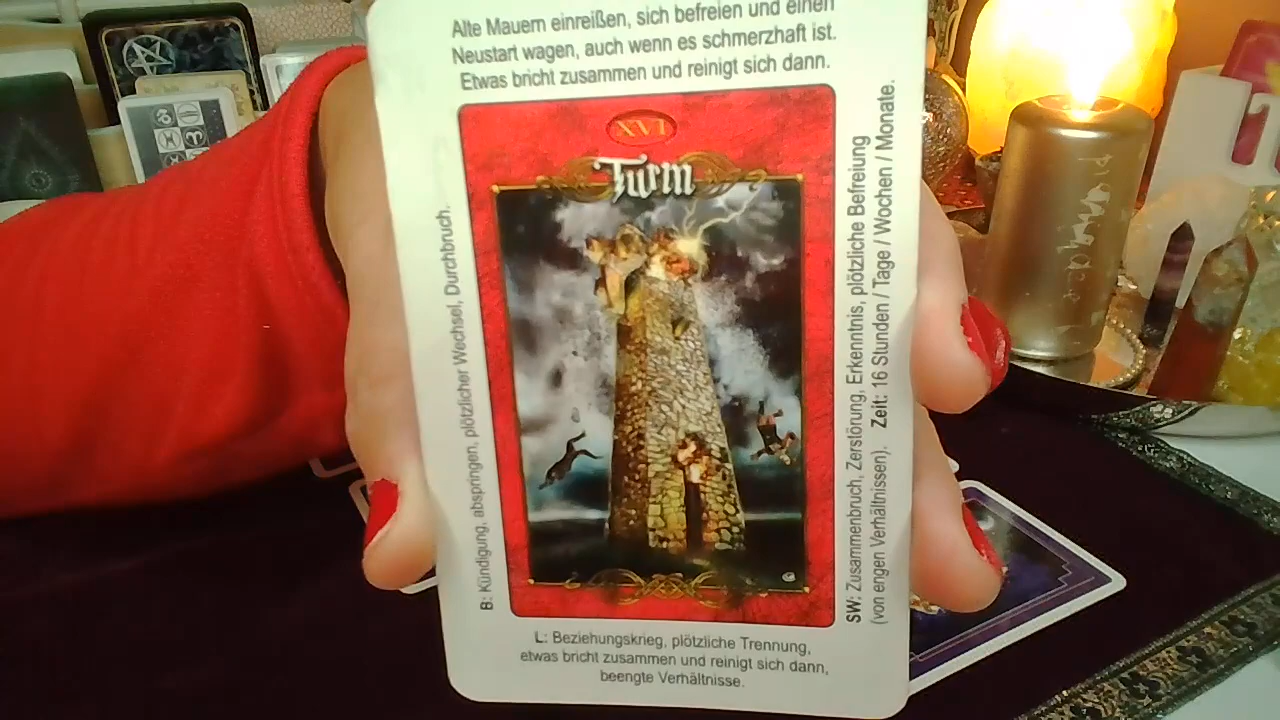 Alte Mauern einreißen, sich befreien und einen
Neustart wagen, auch wenn es schmerzhaft ist.
Etwas bricht zusammen und reinigt sich dann.
XVI
Turm
B: Kündigung, abspringen, plötzlicher Wechsel, Durchbruch.
SW: Zusammenbruch, Zerstörung, Erkenntnis, plötzliche Befreiung
(von engen Verhältnissen). Zeit: 16 Stunden / Tage / Wochen / Monate.
L: Beziehungskrieg, plötzliche Trennung,
etwas bricht zusammen und reinigt sich dann,
beengte Verhältnisse.